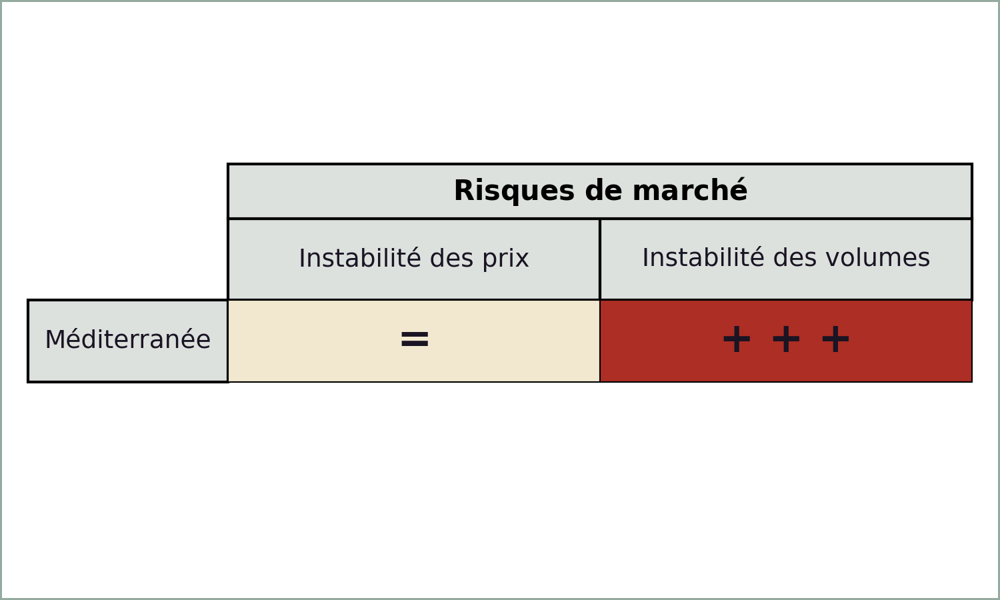 Risques de marché
Instabilité des prix
Instabilité des volumes
Méditerranée
=
+ + +